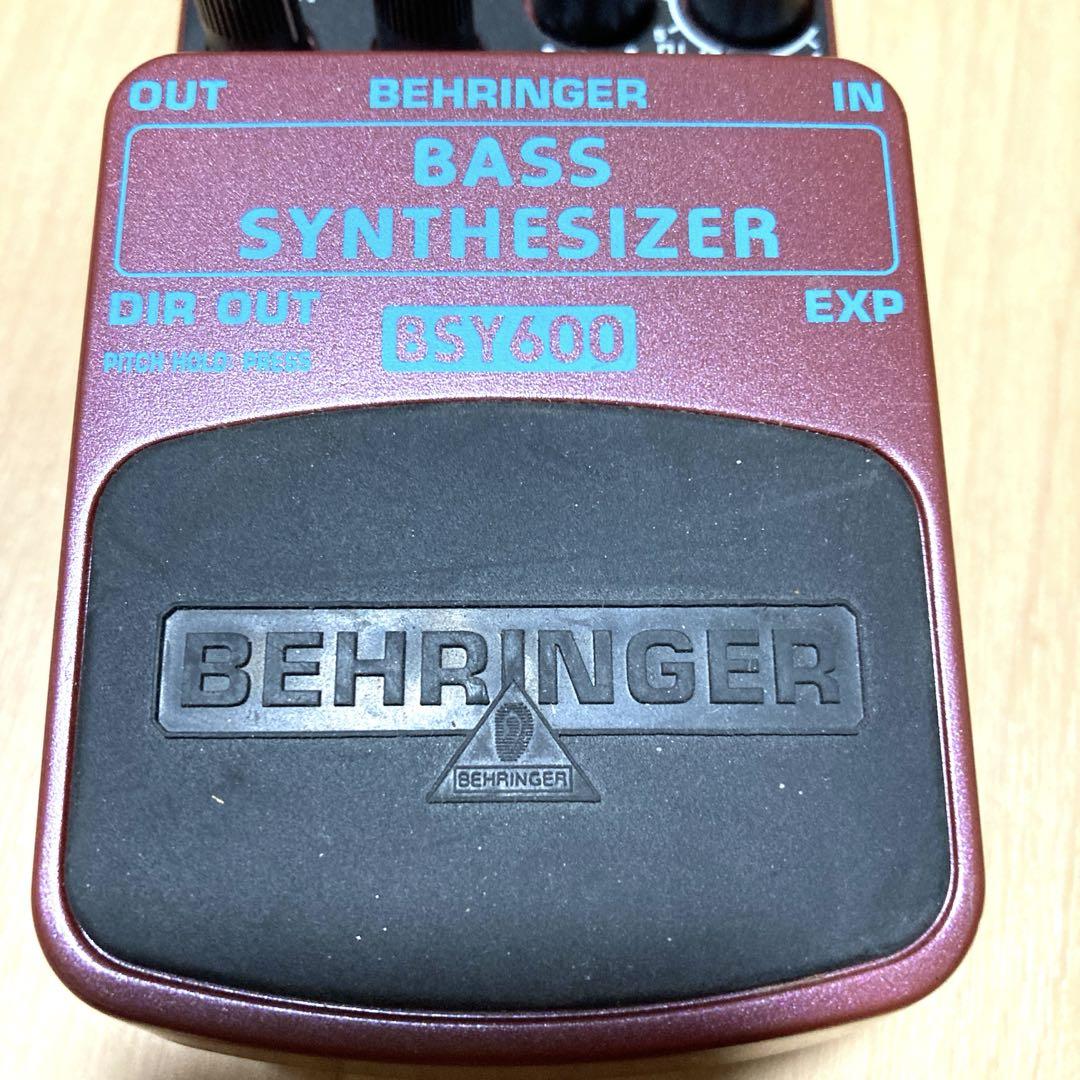 OUT BEHRINGER IN
BASS
SYNTHESIZER
DIR OUT EXP
BSY600
PITCH HOLD: PRESS
BEHRINGER
BEHRINGER